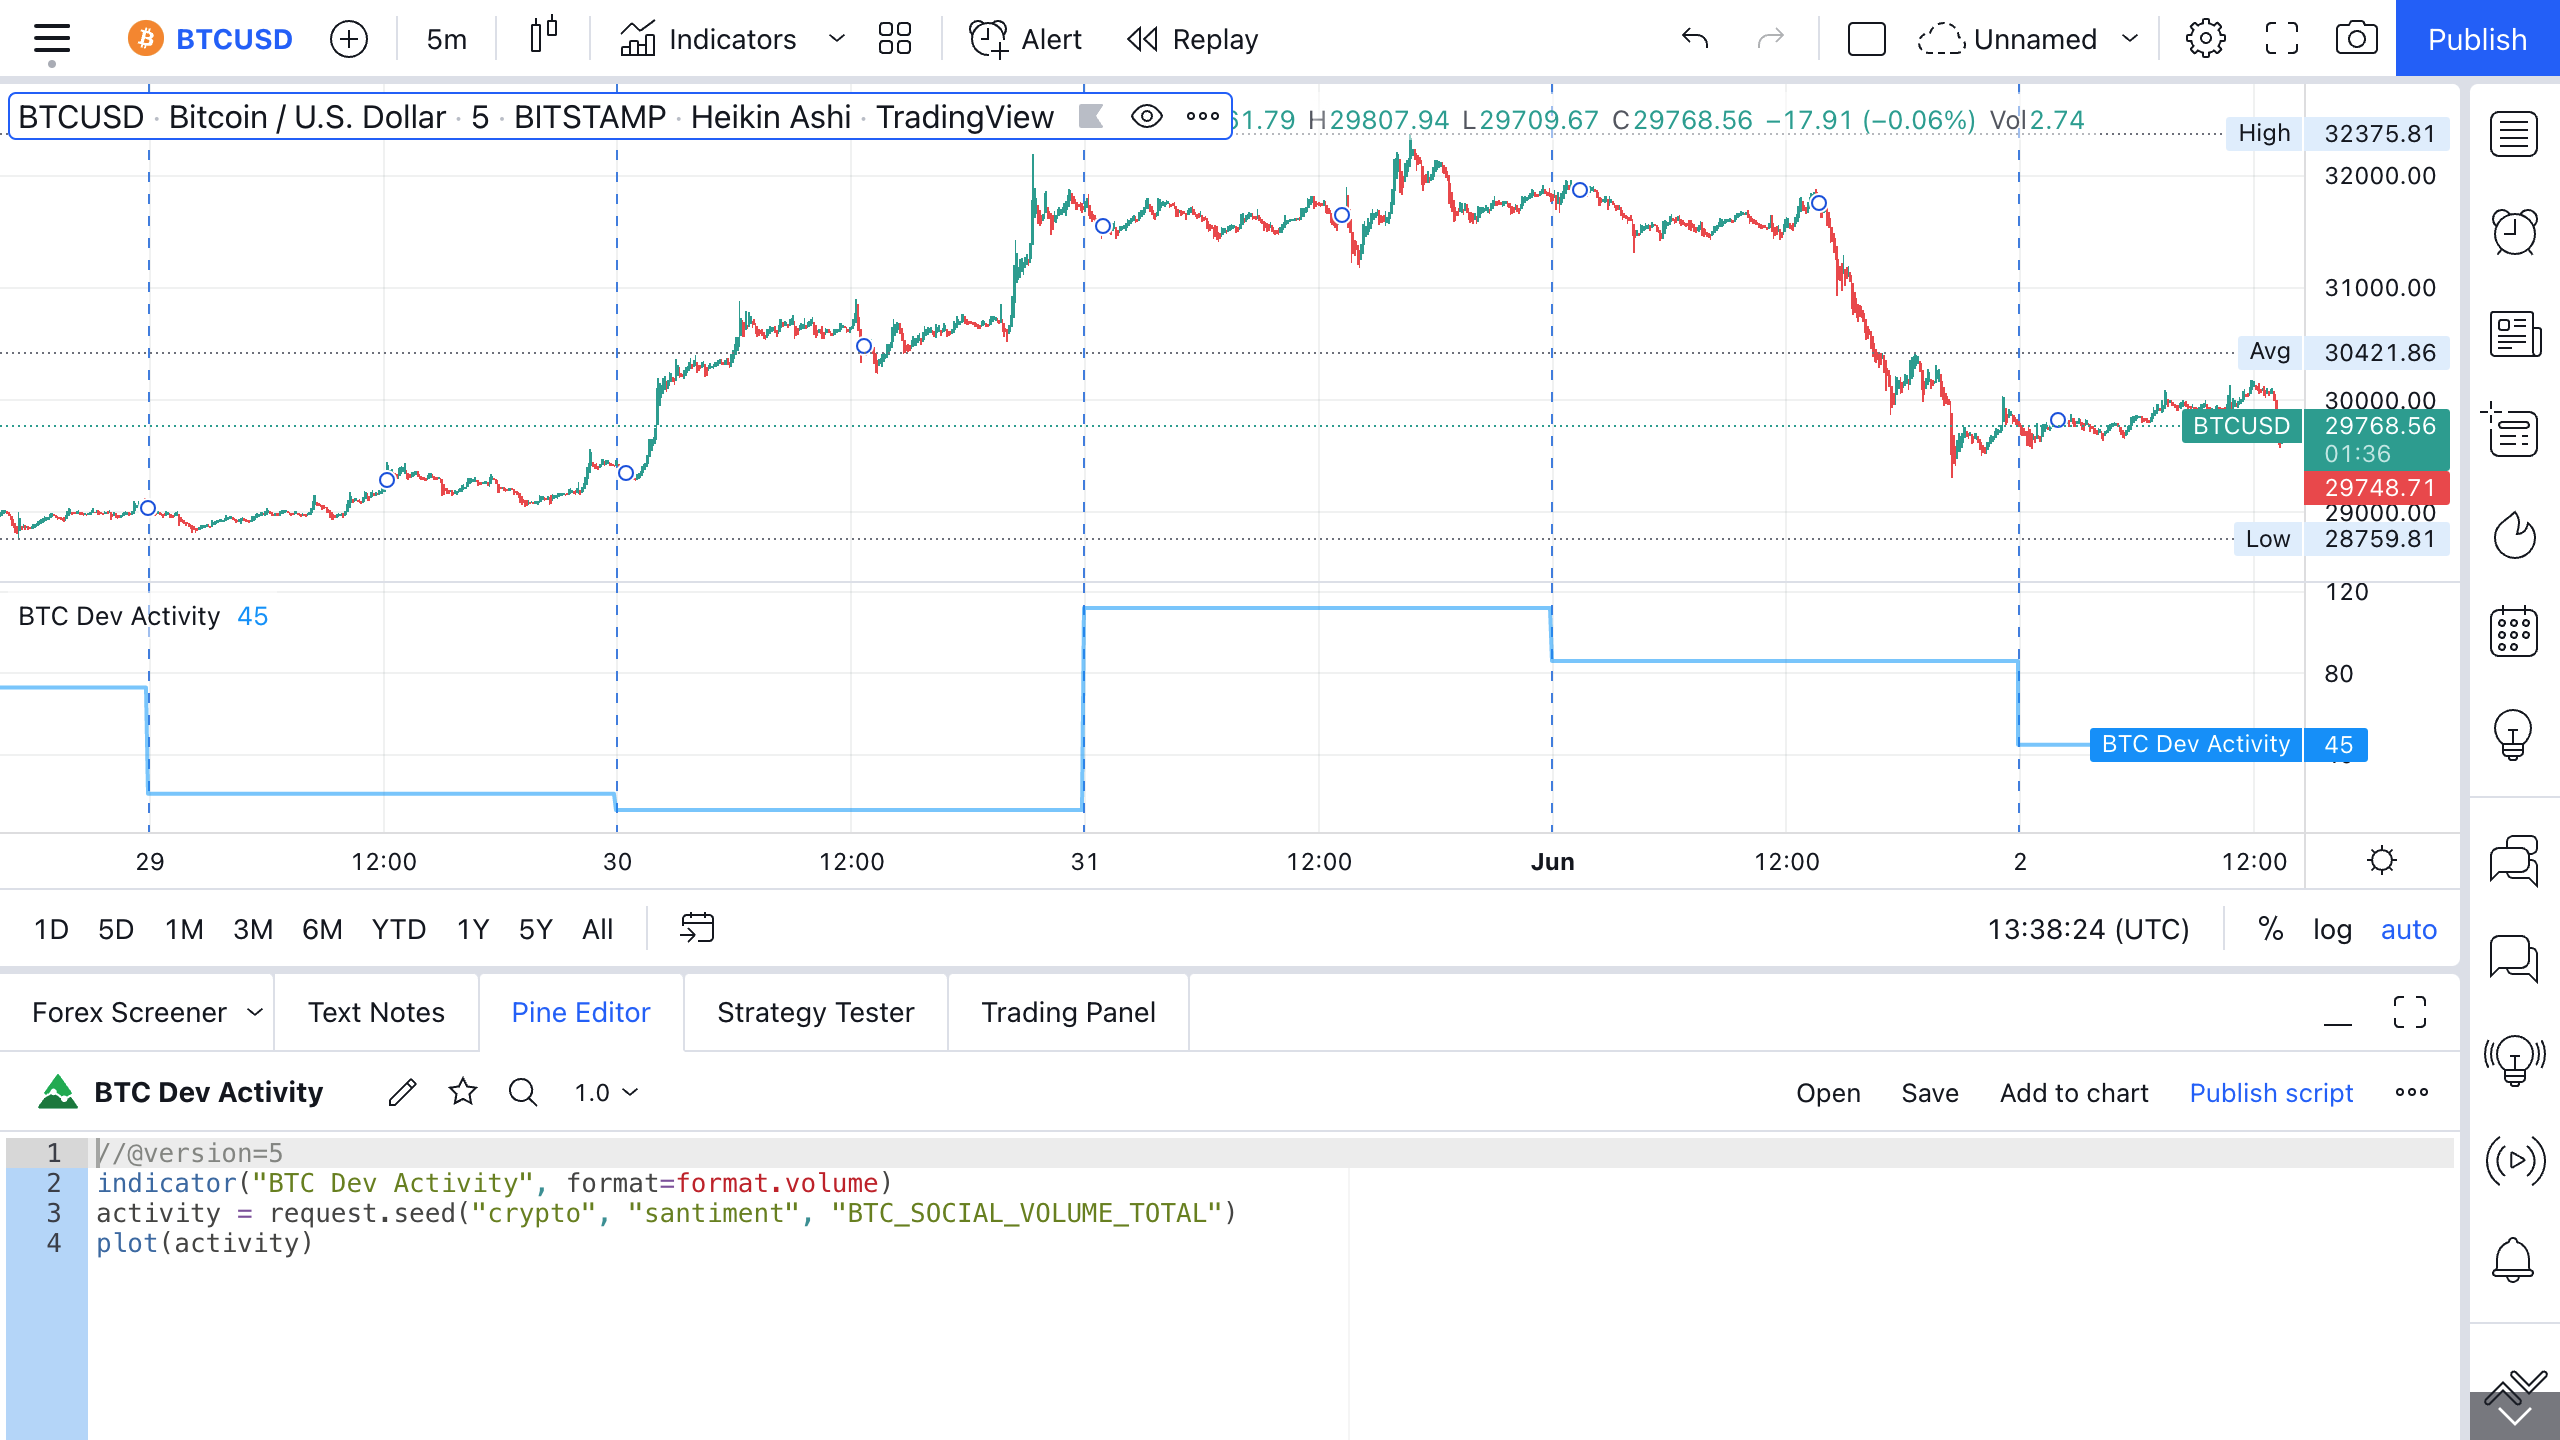 BTCUSD 5m Indicators Alert Replay Unnamed Publish
BTCUSD · Bitcoin / U.S. Dollar · 5 · BITSTAMP · Heikin Ashi · TradingView 61.79 H29807.94 L29709.67 C29768.56 −17.91 (−0.06%) Vol2.74
High 32375.81
32000.00
31000.00
Avg 30421.86
30000.00
BTCUSD 29768.56
01:36
29748.71
29000.00
Low 28759.81
120
BTC Dev Activity 45
80
BTC Dev Activity 45
29 12:00 30 12:00 31 12:00 Jun 12:00 2 12:00
1D 5D 1M 3M 6M YTD 1Y 5Y All 13:38:24 (UTC) % log auto
Forex Screener Text Notes Pine Editor Strategy Tester Trading Panel
BTC Dev Activity 1.0 Open Save Add to chart Publish script
1 //@version=5
2 indicator("BTC Dev Activity", format=format.volume)
3 activity = request.seed("crypto", "santiment", "BTC_SOCIAL_VOLUME_TOTAL")
4 plot(activity)